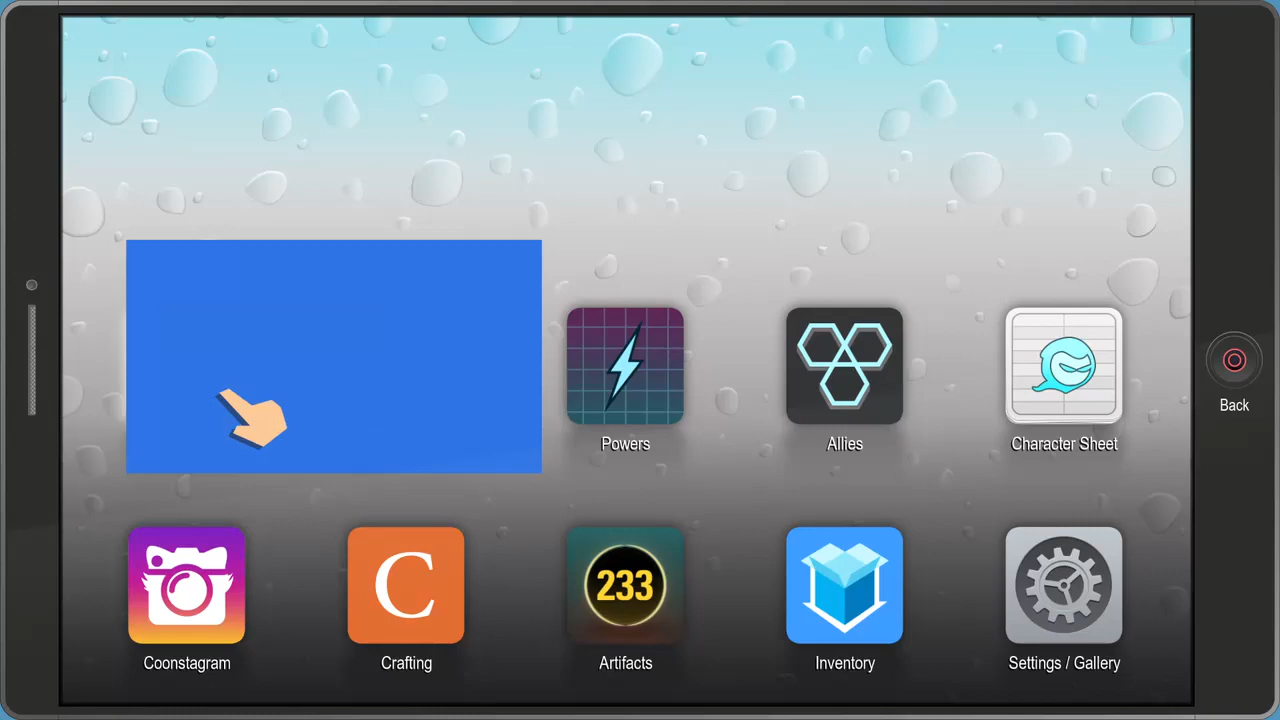 Powers
Allies
Character Sheet
Back
C
233
Coonstagram
Crafting
Artifacts
Inventory
Settings / Gallery